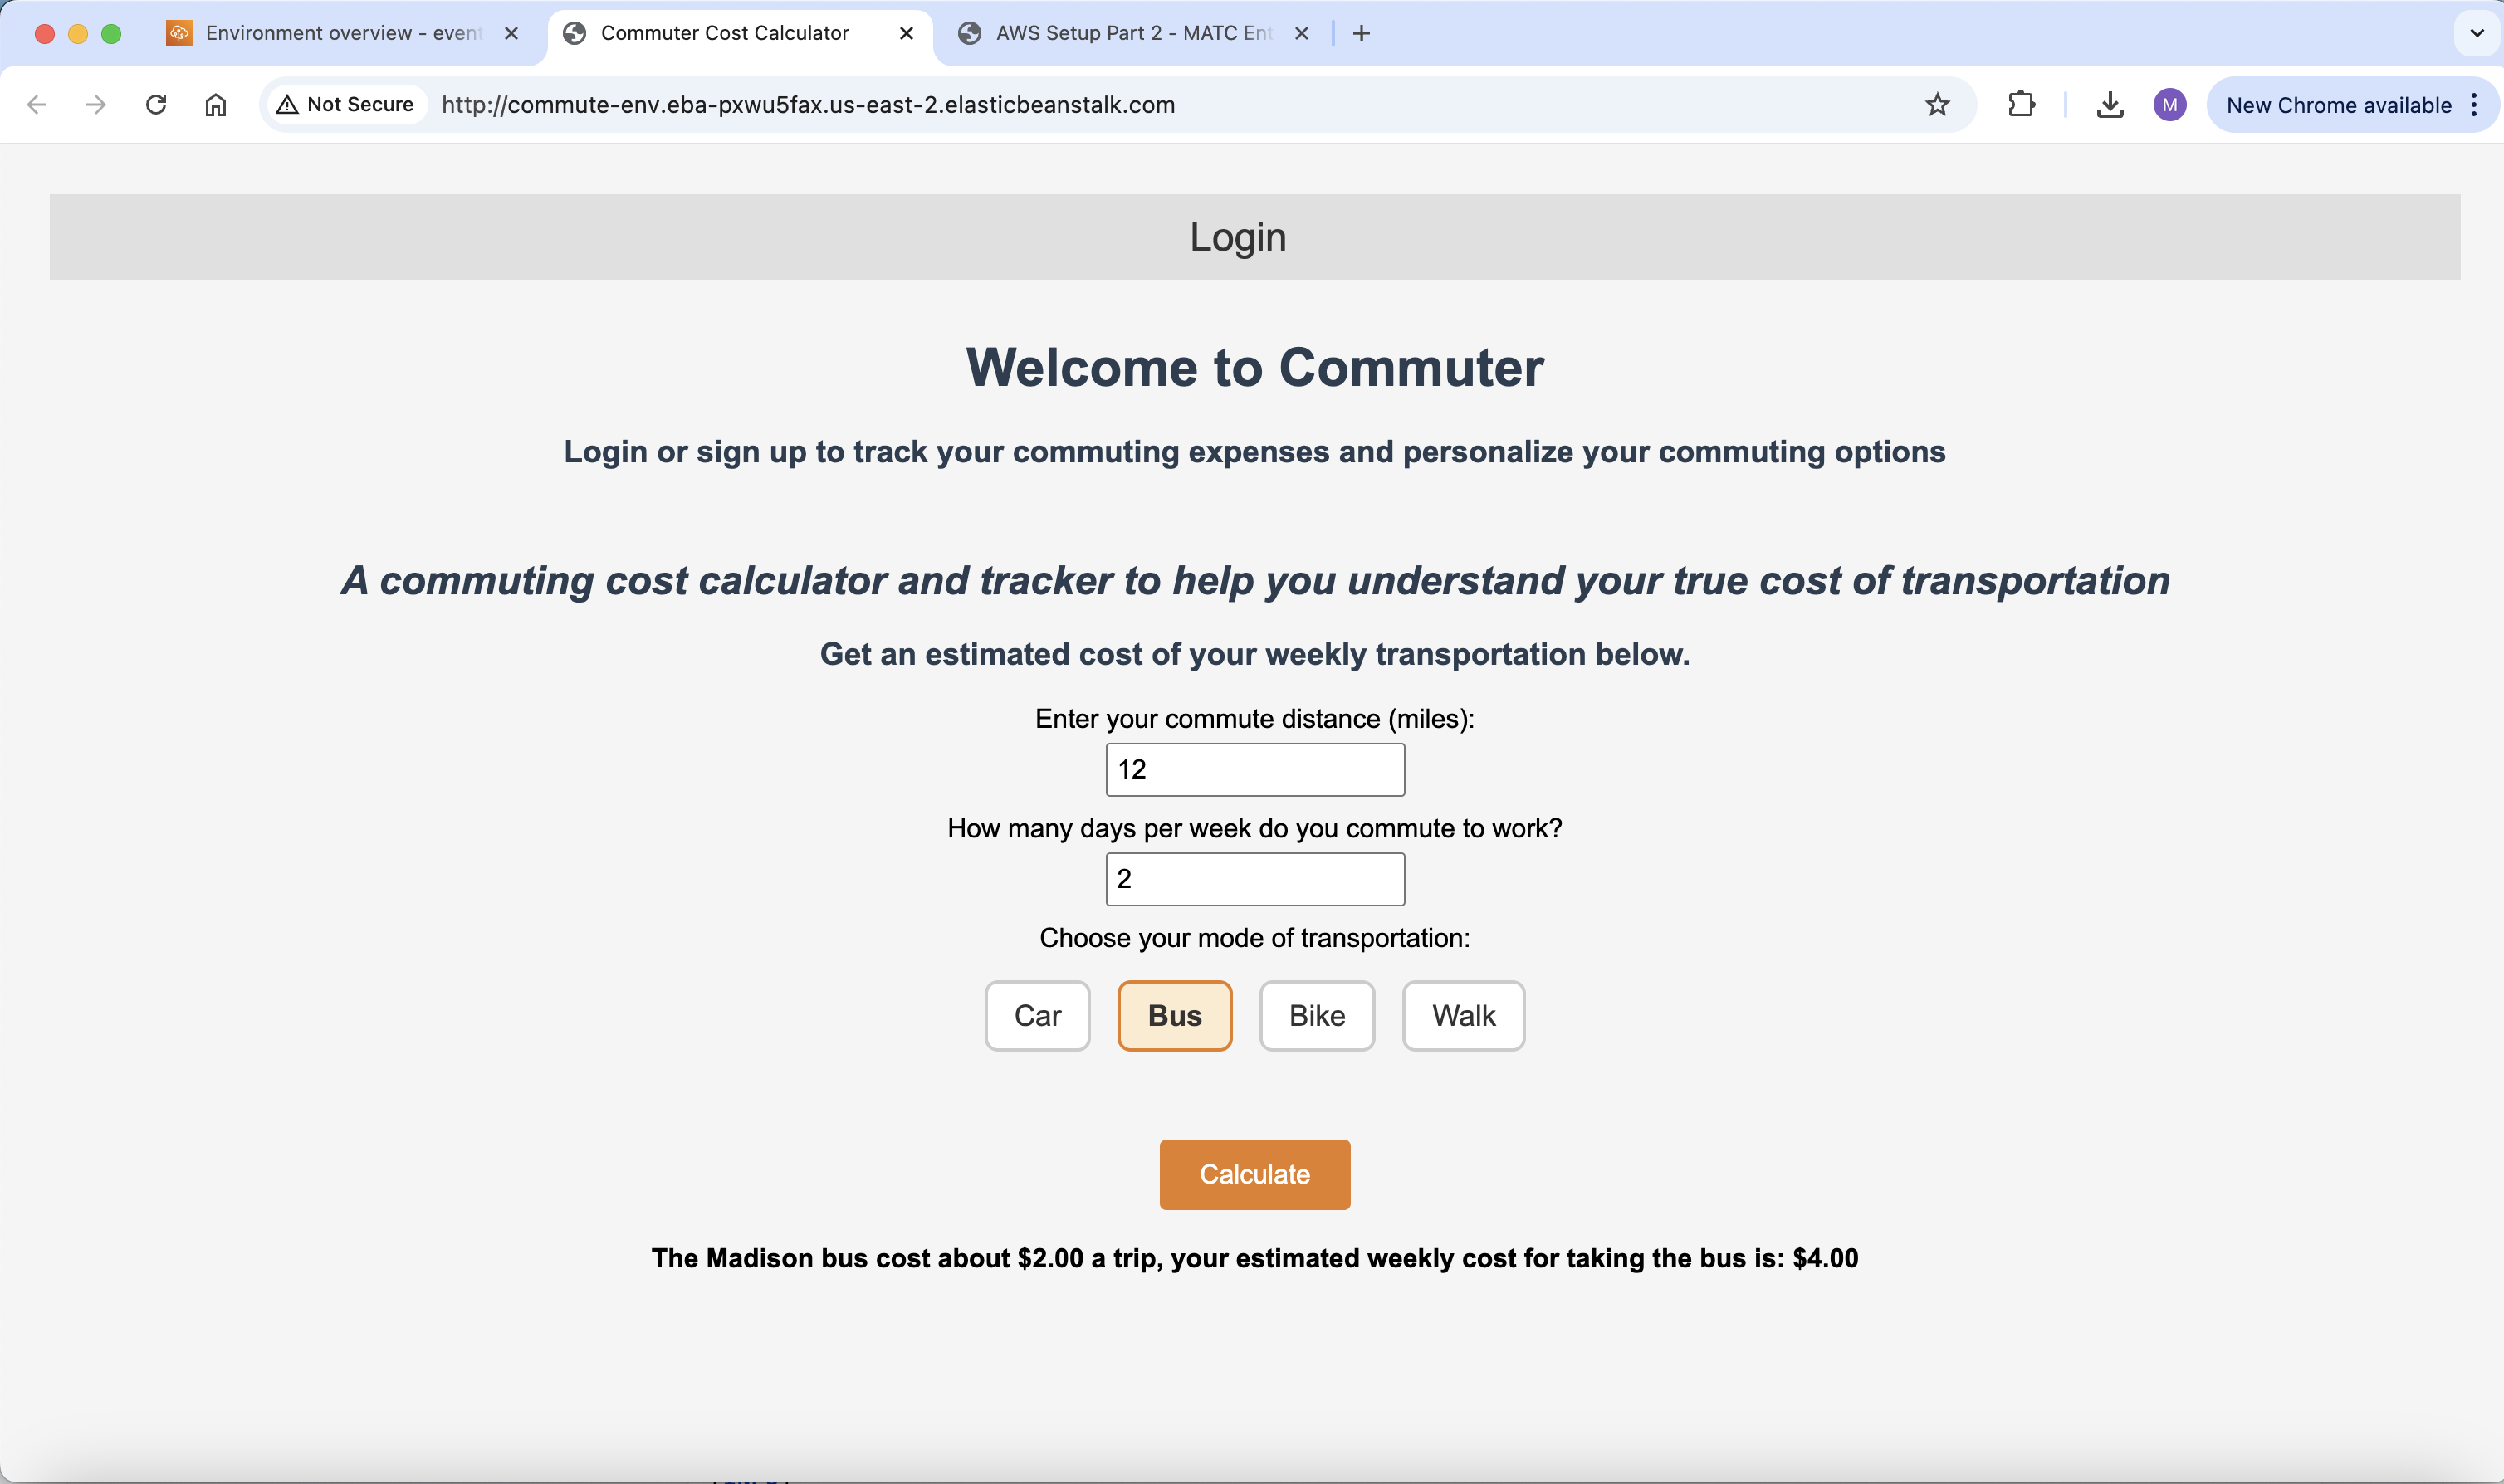 Environment overview - event
Commuter Cost Calculator
AWS Setup Part 2 - MATC Ent
Not Secure
http://commute-env.eba-pxwu5fax.us-east-2.elasticbeanstalk.com
M
New Chrome available
Login
Welcome to Commuter
Login or sign up to track your commuting expenses and personalize your commuting options
A commuting cost calculator and tracker to help you understand your true cost of transportation
Get an estimated cost of your weekly transportation below.
Enter your commute distance (miles):
12
How many days per week do you commute to work?
2
Choose your mode of transportation:
Car
Bus
Bike
Walk
Calculate
The Madison bus cost about $2.00 a trip, your estimated weekly cost for taking the bus is: $4.00